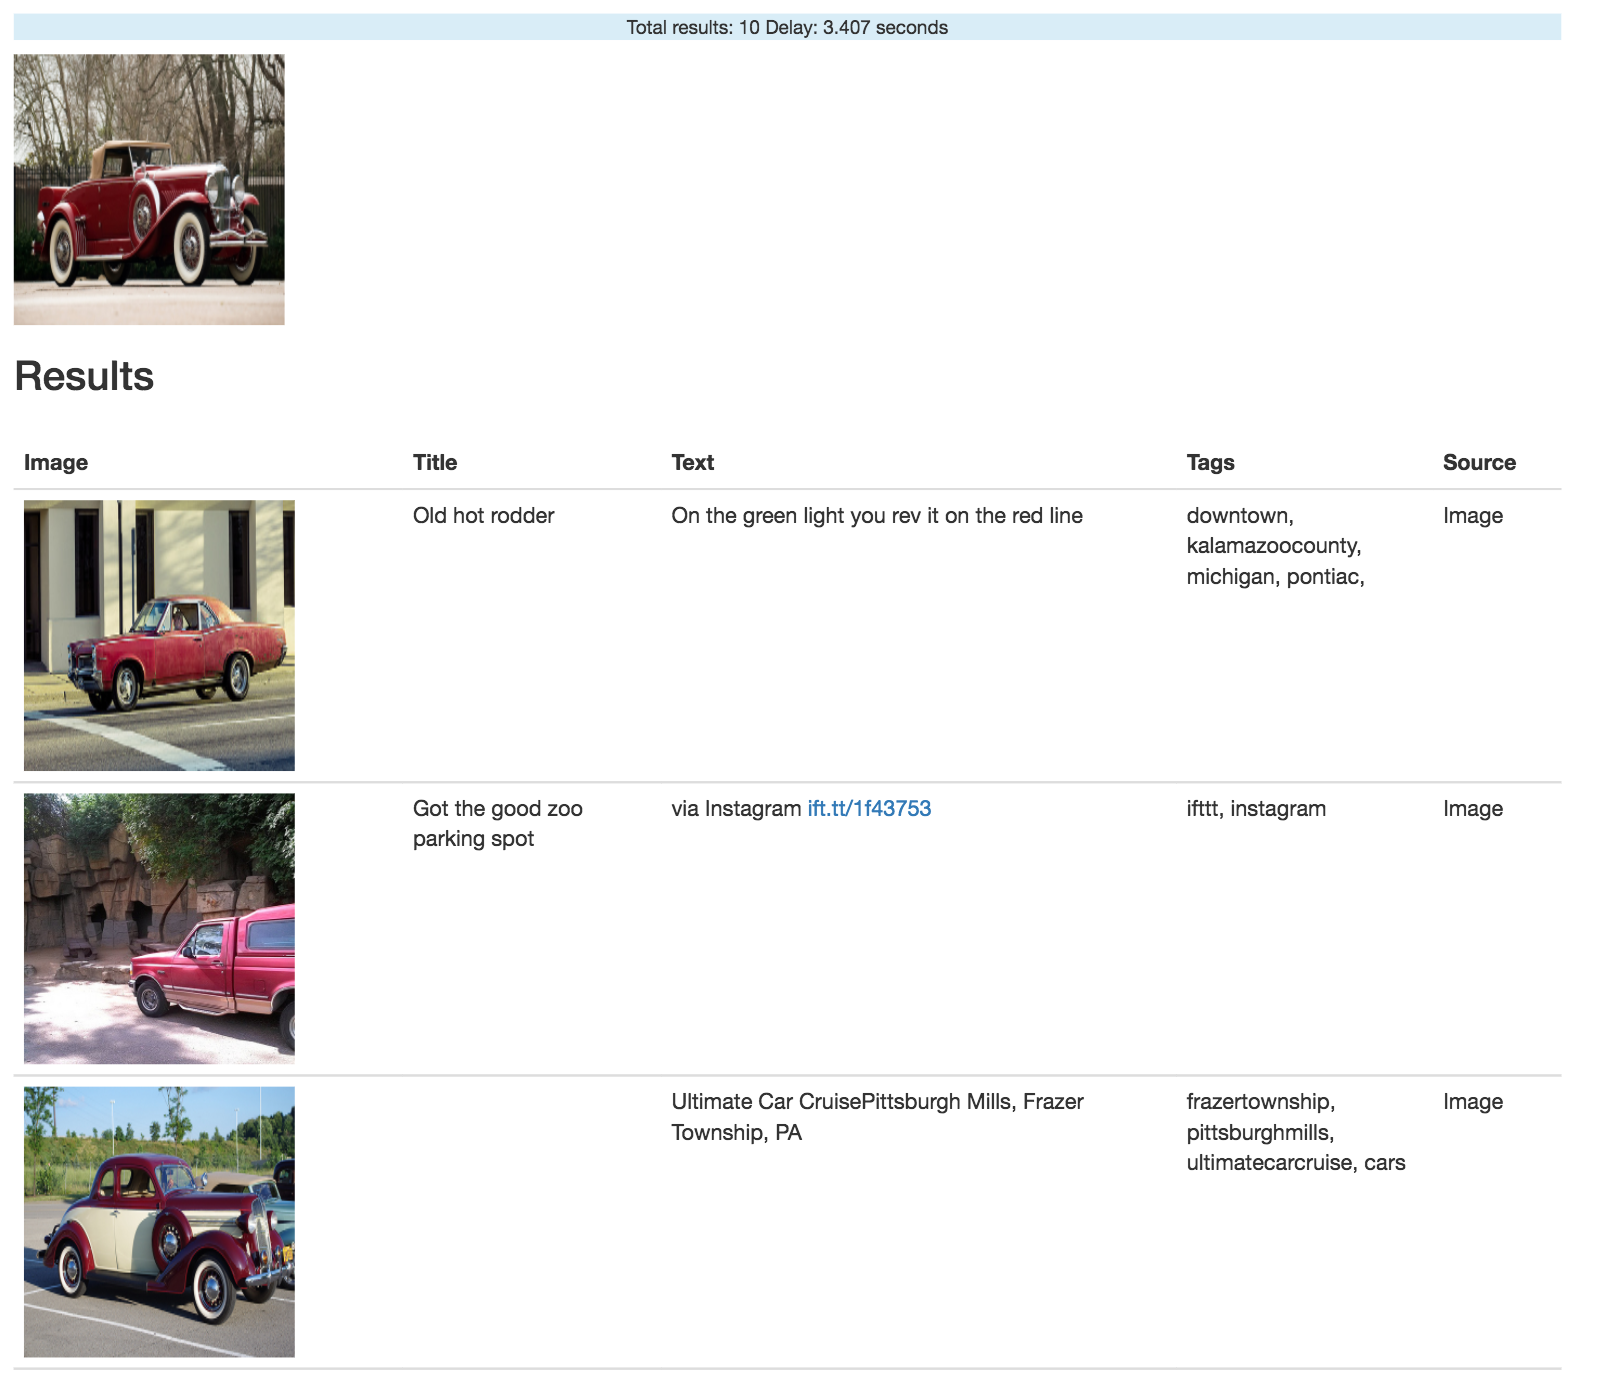 Total results: 10 Delay: 3.407 seconds
Results
Image Title Text Tags Source
Old hot rodder
On the green light you rev it on the red line
downtown,
kalamazoocounty,
michigan, pontiac,
Image
Got the good zoo
parking spot
via Instagram ift.tt/1f43753
ifttt, instagram
Image
Ultimate Car CruisePittsburgh Mills, Frazer
Township, PA
frazertownship,
pittsburghmills,
ultimatecarcruise, cars
Image